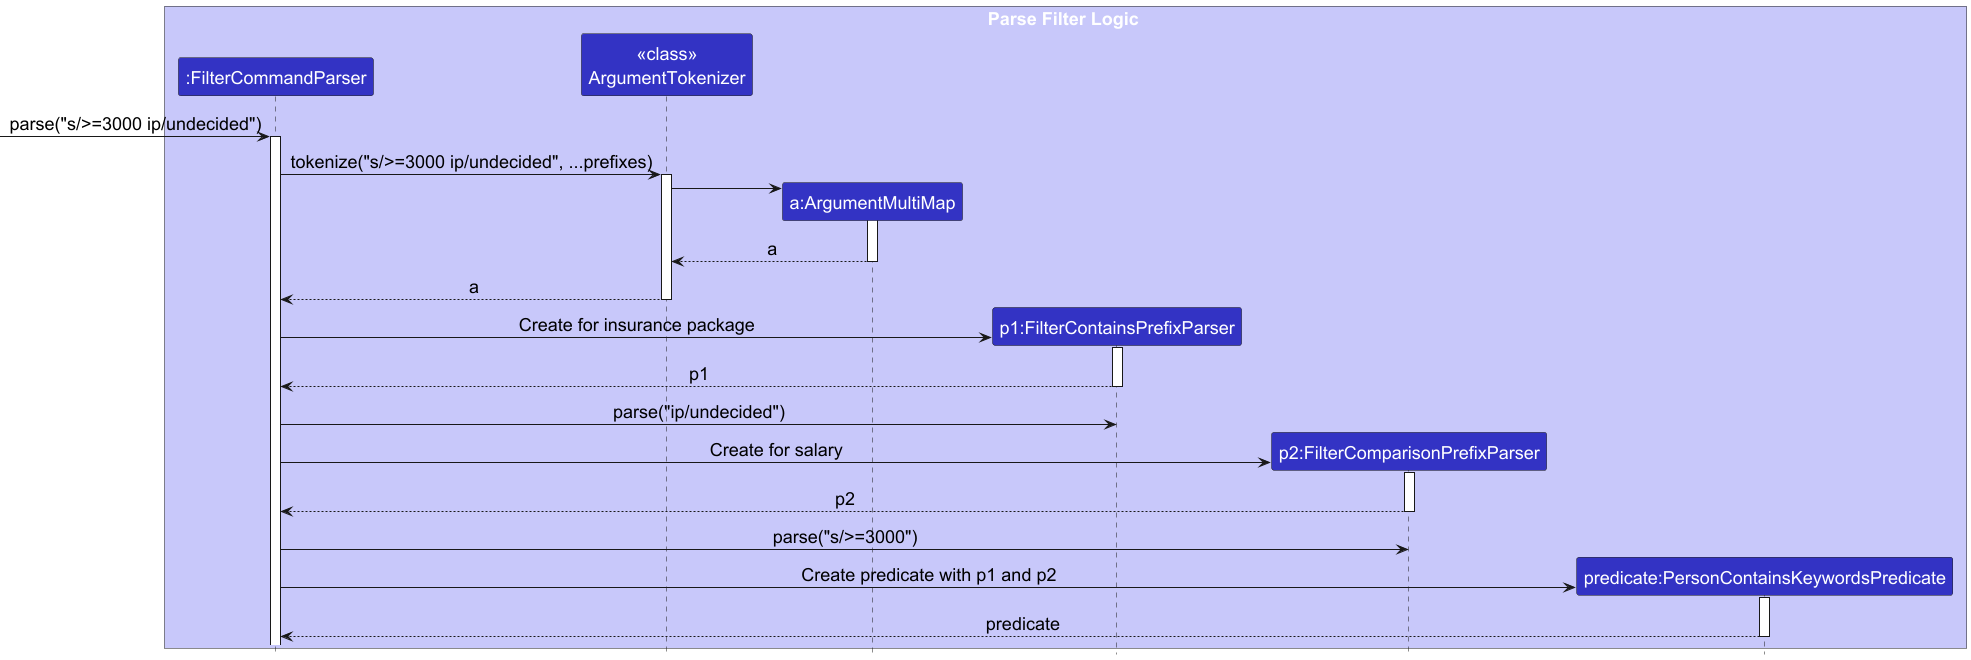 Parse Filter Logic
:FilterCommandParser
«class»
ArgumentTokenizer
parse("s/>=3000 ip/undecided")
tokenize("s/>=3000 ip/undecided", ...prefixes)
a:ArgumentMultiMap
a
a
Create for insurance package
p1:FilterContainsPrefixParser
p1
parse("ip/undecided")
Create for salary
p2:FilterComparisonPrefixParser
p2
parse("s/>=3000")
Create predicate with p1 and p2
predicate:PersonContainsKeywordsPredicate
predicate